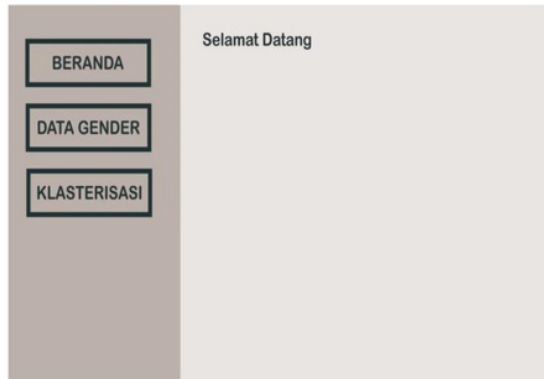 BERANDA
DATA GENDER
KLASTERISASI
Selamat Datang